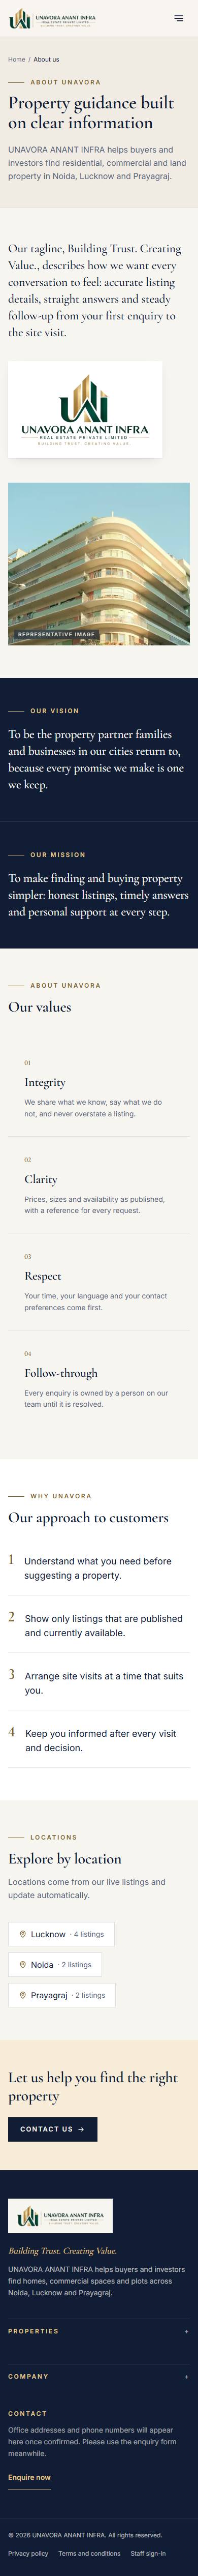 UNAVORA ANANT INFRA
REAL ESTATE PRIVATE LIMITED
Home / About us
ABOUT UNAVORA
Property guidance built
on clear information
UNAVORA ANANT INFRA helps buyers and
investors find residential, commercial and land
property in Noida, Lucknow and Prayagraj.
Our tagline, Building Trust. Creating
Value., describes how we want every
conversation to feel: accurate listing
details, straight answers and steady
follow-up from your first enquiry to
the site visit.
UNAVORA ANANT INFRA
REAL ESTATE PRIVATE LIMITED
BUILDING TRUST. CREATING VALUE.
REPRESENTATIVE IMAGE
OUR VISION
To be the property partner families
and businesses in our cities return to,
because every promise we make is one
we keep.
OUR MISSION
To make finding and buying property
simpler: honest listings, timely answers
and personal support at every step.
ABOUT UNAVORA
Our values
01
Integrity
We share what we know, say what we do
not, and never overstate a listing.
02
Clarity
Prices, sizes and availability as published,
with a reference for every request.
03
Respect
Your time, your language and your contact
preferences come first.
04
Follow-through
Every enquiry is owned by a person on our
team until it is resolved.
WHY UNAVORA
Our approach to customers
1 Understand what you need before
suggesting a property.
2 Show only listings that are published
and currently available.
3 Arrange site visits at a time that suits
you.
4 Keep you informed after every visit
and decision.
LOCATIONS
Explore by location
Locations come from our live listings and
update automatically.
Lucknow · 4 listings
Noida · 2 listings
Prayagraj · 2 listings
Let us help you find the right
property
CONTACT US →
UNAVORA ANANT INFRA
REAL ESTATE PRIVATE LIMITED
Building Trust. Creating Value.
UNAVORA ANANT INFRA helps buyers and investors
find homes, commercial spaces and plots across
Noida, Lucknow and Prayagraj.
PROPERTIES +
COMPANY +
CONTACT
Office addresses and phone numbers will appear
here once confirmed. Please use the enquiry form
meanwhile.
Enquire now
© 2026 UNAVORA ANANT INFRA. All rights reserved.
Privacy policy Terms and conditions Staff sign-in